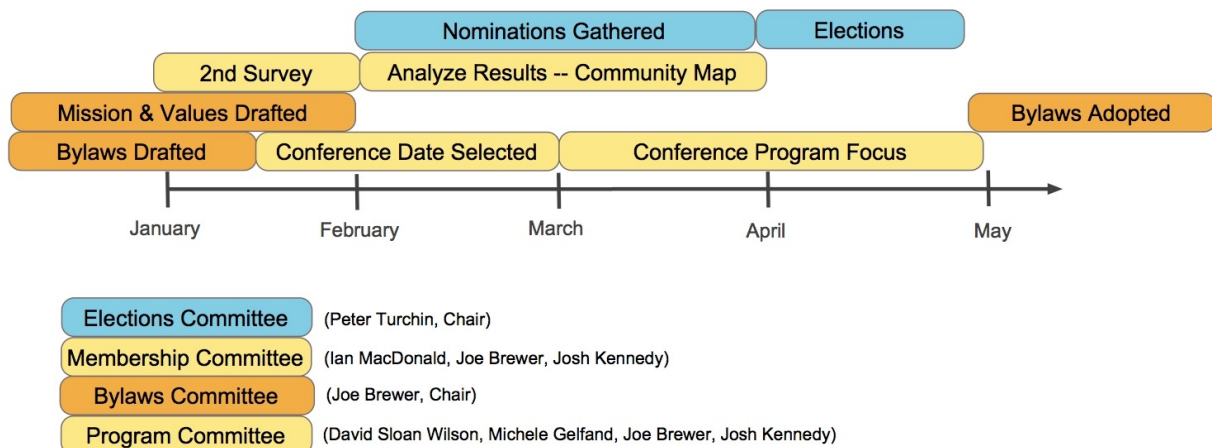 Nominations Gathered
Elections
2nd Survey
Analyze Results -- Community Map
Mission & Values Drafted
Bylaws Adopted
Bylaws Drafted
Conference Date Selected
Conference Program Focus
January
February
March
April
May
Elections Committee (Peter Turchin, Chair)
Membership Committee (Ian MacDonald, Joe Brewer, Josh Kennedy)
Bylaws Committee (Joe Brewer, Chair)
Program Committee (David Sloan Wilson, Michele Gelfand, Joe Brewer, Josh Kennedy)